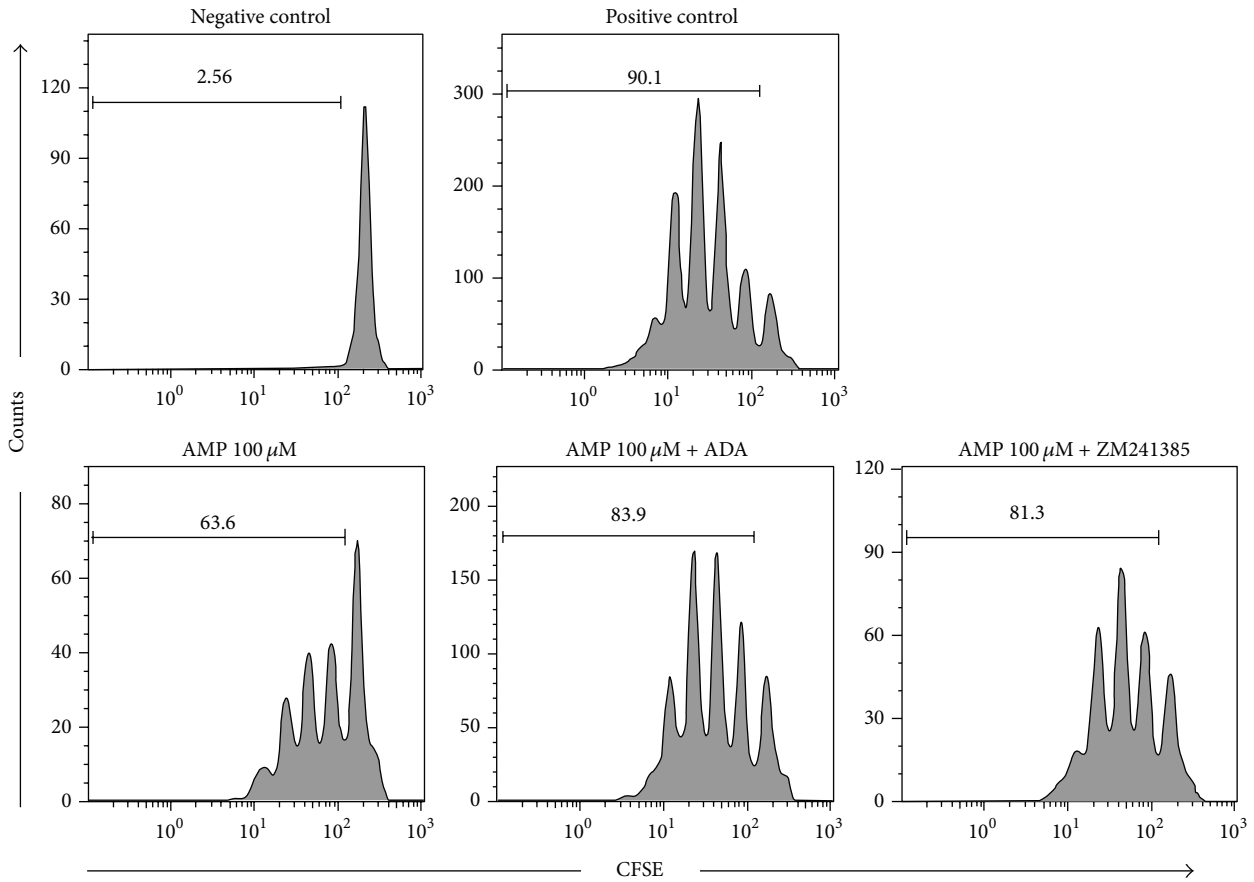 Negative control
Positive control
2.56
90.1
120
90
60
30
0
300
200
100
0
10⁰ 10¹ 10² 10³
10⁰ 10¹ 10² 10³
Counts
AMP 100 μM
AMP 100 μM + ADA
AMP 100 μM + ZM241385
63.6
83.9
81.3
80
60
40
20
0
200
150
100
50
0
120
90
60
30
0
10⁰ 10¹ 10² 10³
10⁰ 10¹ 10² 10³
10⁰ 10¹ 10² 10³
CFSE